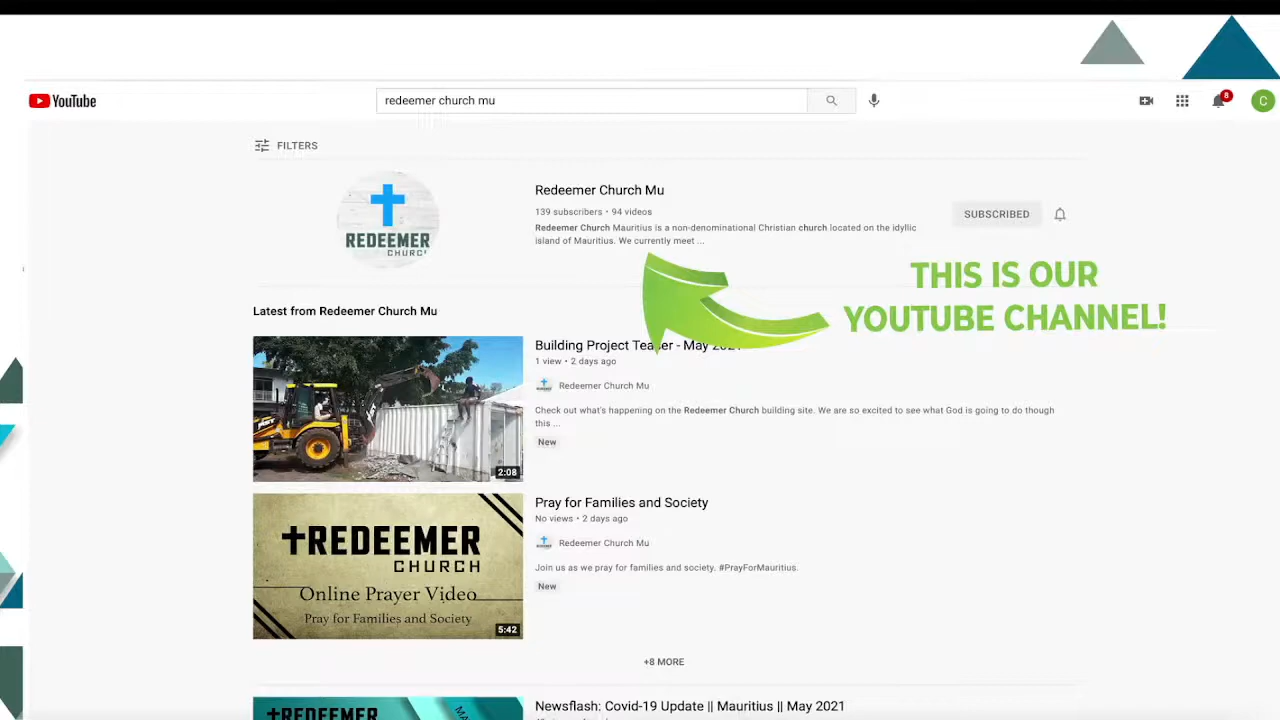 YouTube
redeemer church mu
8
C
FILTERS
REDEEMER
CHURCH
Redeemer Church Mu
139 subscribers • 94 videos
SUBSCRIBED
Redeemer Church Mauritius is a non-denominational Christian church located on the idyllic
island of Mauritius. We currently meet ...
THIS IS OUR
YOUTUBE CHANNEL!
Latest from Redeemer Church Mu
Building Project Teaser - May 2021
1 view • 2 days ago
Redeemer Church Mu
Check out what's happening on the Redeemer Church building site. We are so excited to see what God is going to do though
this ...
New
2:08
REDEEMER
CHURCH
Online Prayer Video
Pray for Families and Society
5:42
Pray for Families and Society
No views • 2 days ago
Redeemer Church Mu
Join us as we pray for families and society. #PrayForMauritius.
New
+8 MORE
REDEEMER
MA
Newsflash: Covid-19 Update || Mauritius || May 2021